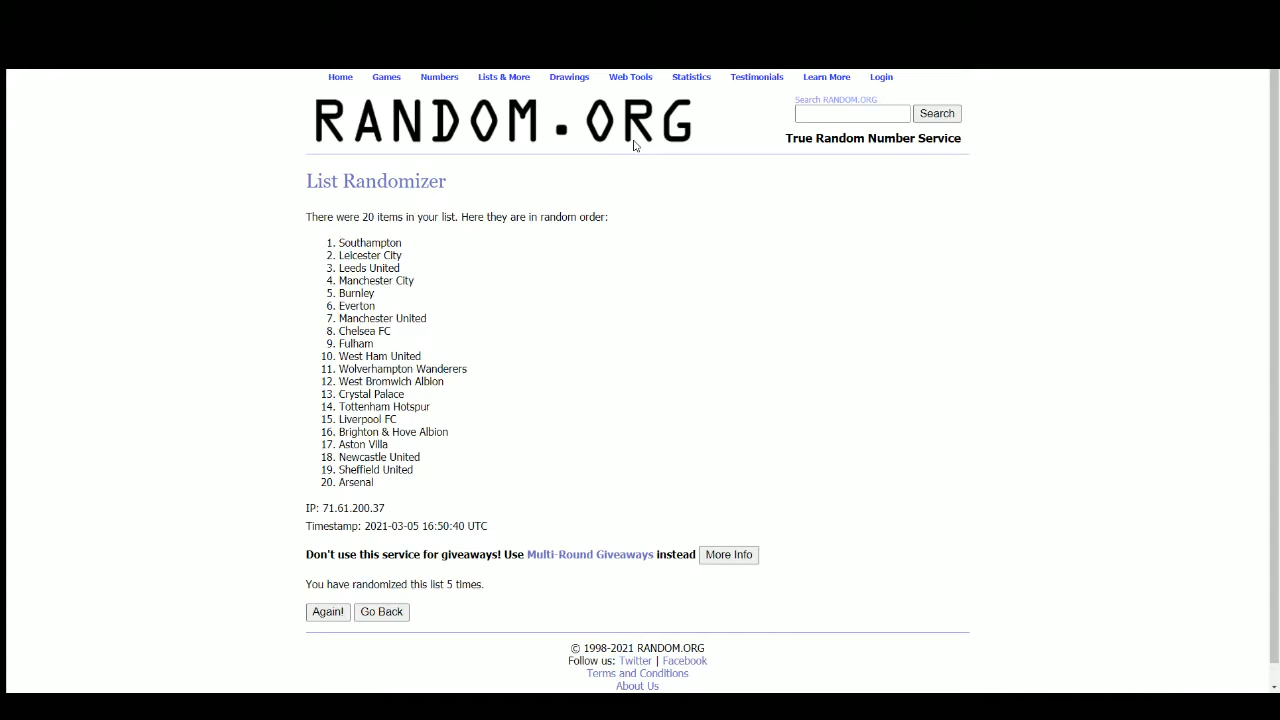 Home Games Numbers Lists & More Drawings Web Tools Statistics Testimonials Learn More Login
RANDOM.ORG
Search RANDOM.ORG
Search
True Random Number Service
List Randomizer
There were 20 items in your list. Here they are in random order:
1. Southampton
2. Leicester City
3. Leeds United
4. Manchester City
5. Burnley
6. Everton
7. Manchester United
8. Chelsea FC
9. Fulham
10. West Ham United
11. Wolverhampton Wanderers
12. West Bromwich Albion
13. Crystal Palace
14. Tottenham Hotspur
15. Liverpool FC
16. Brighton & Hove Albion
17. Aston Villa
18. Newcastle United
19. Sheffield United
20. Arsenal
IP: 71.61.200.37
Timestamp: 2021-03-05 16:50:40 UTC
Don't use this service for giveaways! Use Multi-Round Giveaways instead More Info
You have randomized this list 5 times.
Again! Go Back
© 1998-2021 RANDOM.ORG
Follow us: Twitter | Facebook
Terms and Conditions
About Us